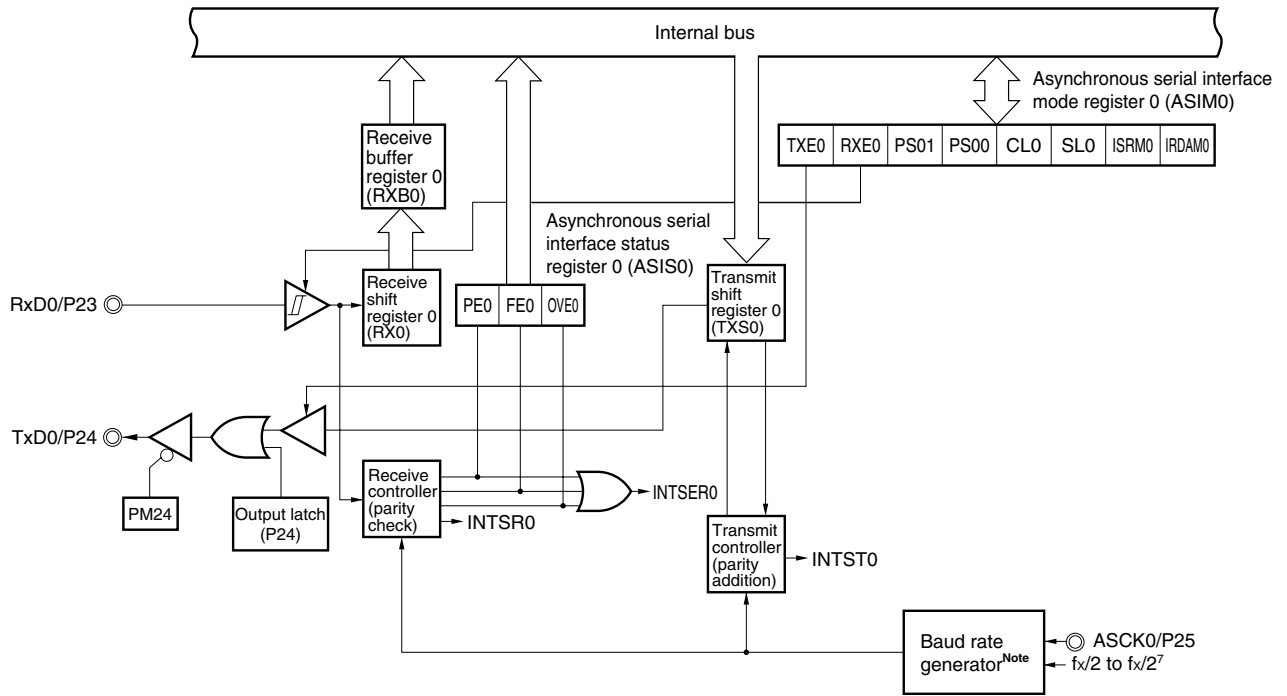 Internal bus
Asynchronous serial interface
mode register 0 (ASIM0)
TXE0 RXE0 PS01 PS00 CL0 SL0 ISRM0 IRDAM0
Receive
buffer
register 0
(RXB0)
Asynchronous serial
interface status
register 0 (ASIS0)
RxD0/P23
Receive
shift
register 0
(RX0)
PE0 FE0 OVE0
Transmit
shift
register 0
(TXS0)
TxD0/P24
PM24
Output latch
(P24)
Receive
controller
(parity
check)
INTSER0
INTSR0
Transmit
controller
(parity
addition)
INTST0
Baud rate
generatorNote
ASCK0/P25
fx/2 to fx/2⁷